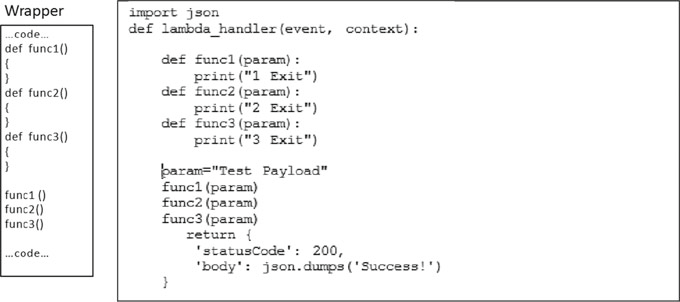 Wrapper
...code...
def func1()
{
}
def func2()
{
}
def func3()
{
}
func1 ()
func2()
func3()
...code...
import json
def lambda_handler(event, context):
def func1(param):
print("1 Exit")
def func2(param):
print("2 Exit")
def func3(param):
print("3 Exit")
param="Test Payload"
func1(param)
func2(param)
func3(param)
return {
'statusCode': 200,
'body': json.dumps('Success!')
}